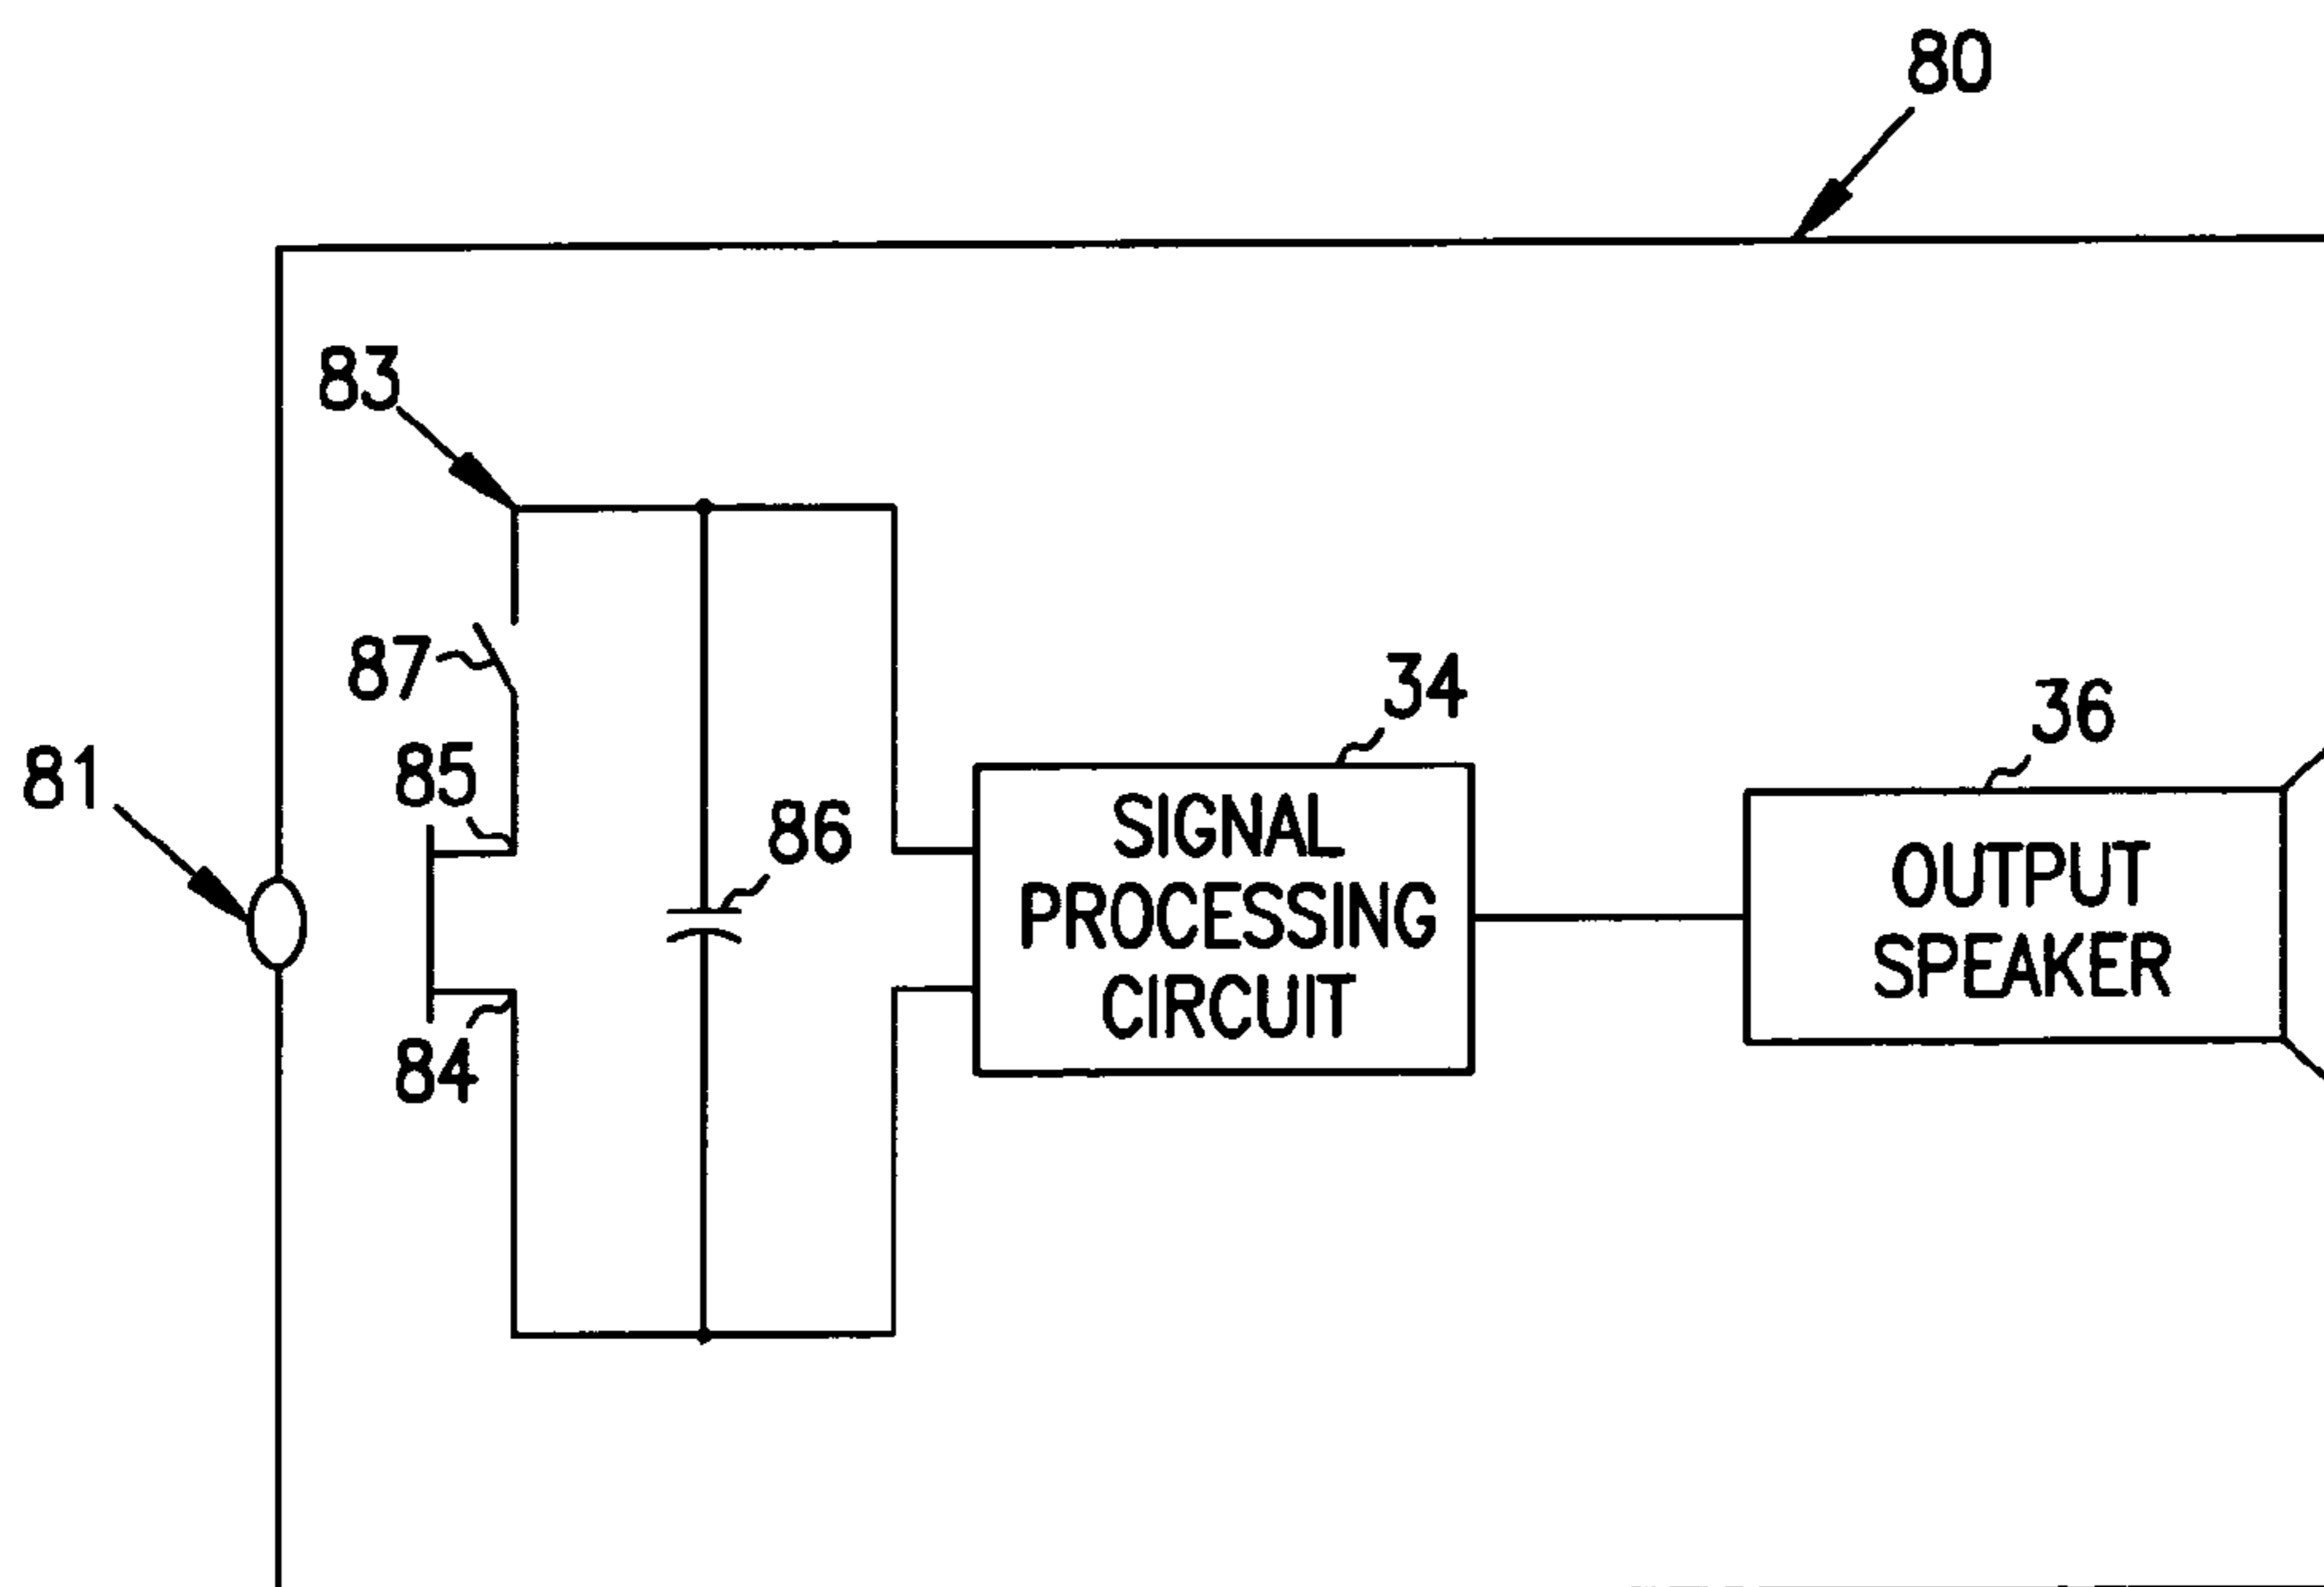 80
83
87
34
36
85
81
86
SIGNAL
PROCESSING
CIRCUIT
OUTPUT
SPEAKER
84